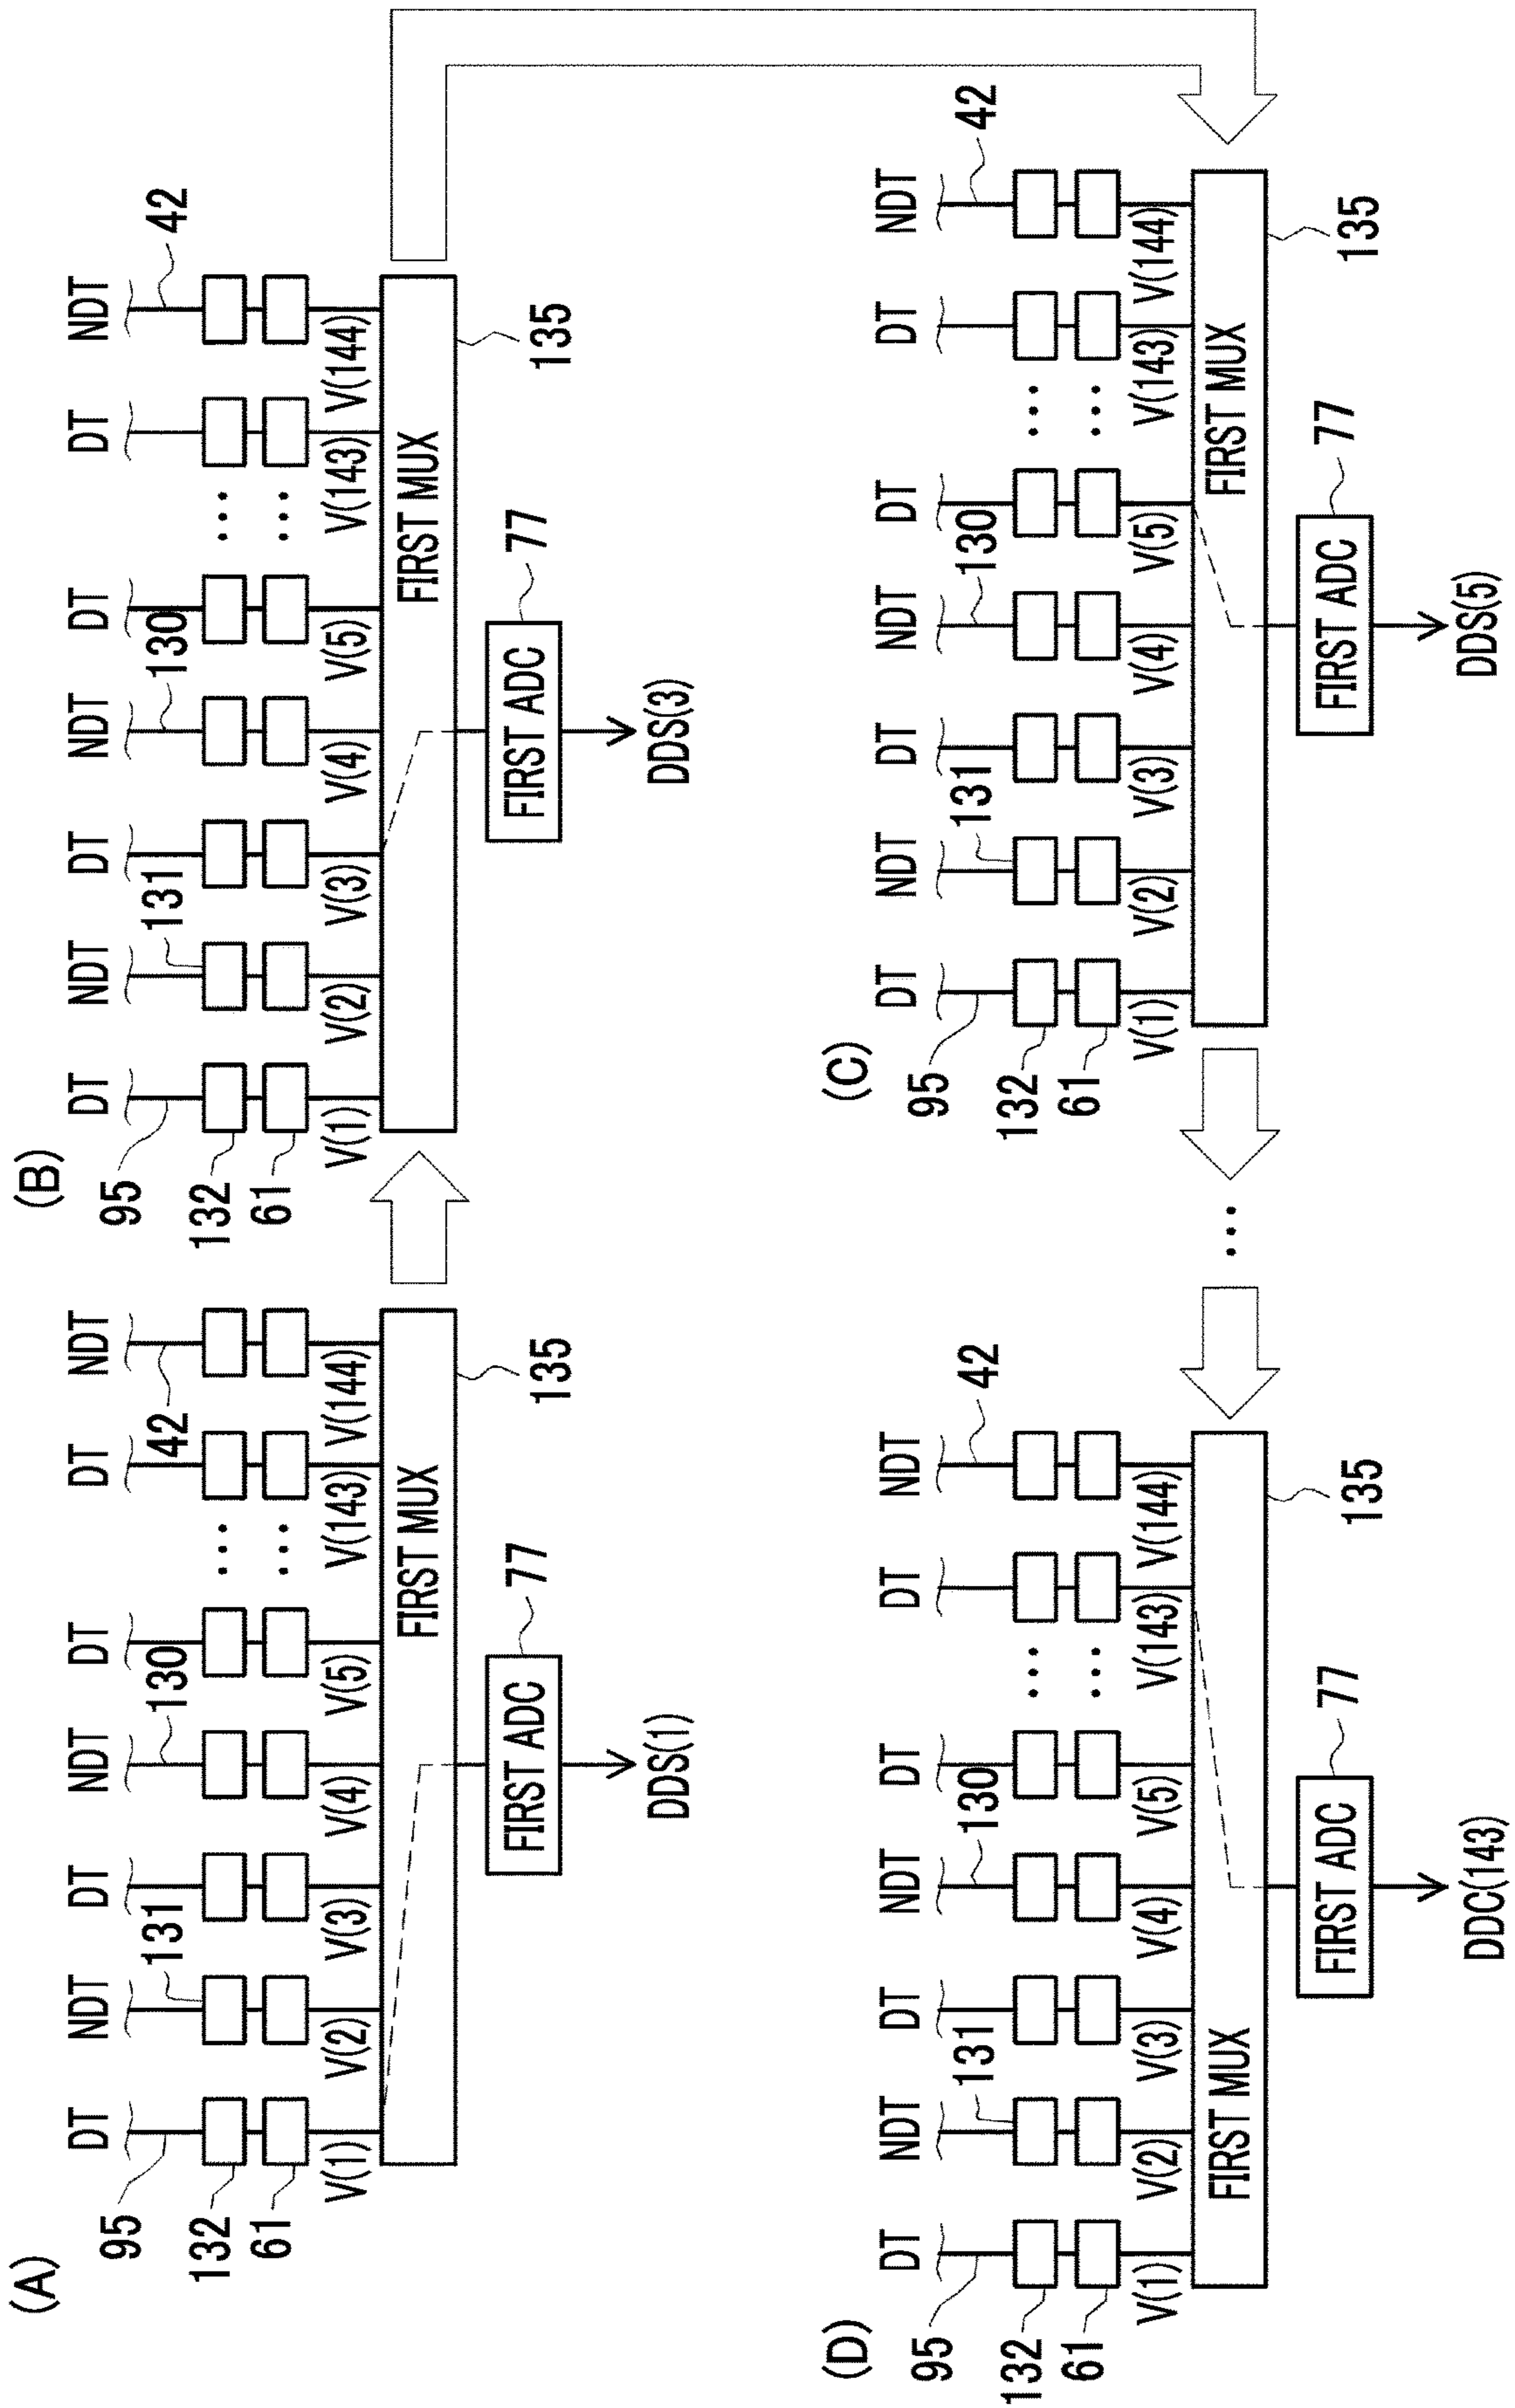 (A)
DT NDT DT NDT DT DT NDT
95 131 130 42
132 ... 
61 ...
V(1) V(2) V(3) V(4) V(5) V(143) V(144)
FIRST MUX
135
FIRST ADC 77
DDS(1)
(B)
DT NDT DT NDT DT DT NDT
95 131 130 42
132 ...
61 ...
V(1) V(2) V(3) V(4) V(5) V(143) V(144)
FIRST MUX
135
FIRST ADC 77
DDS(3)
(C)
DT NDT DT NDT DT DT NDT
95 131 130 42
132 ...
61 ...
V(1) V(2) V(3) V(4) V(5) V(143) V(144)
FIRST MUX
135
FIRST ADC 77
DDS(5)
...
(D)
DT NDT DT NDT DT DT NDT
95 131 130 42
132 ...
61 ...
V(1) V(2) V(3) V(4) V(5) V(143) V(144)
FIRST MUX
135
FIRST ADC 77
DDC(143)